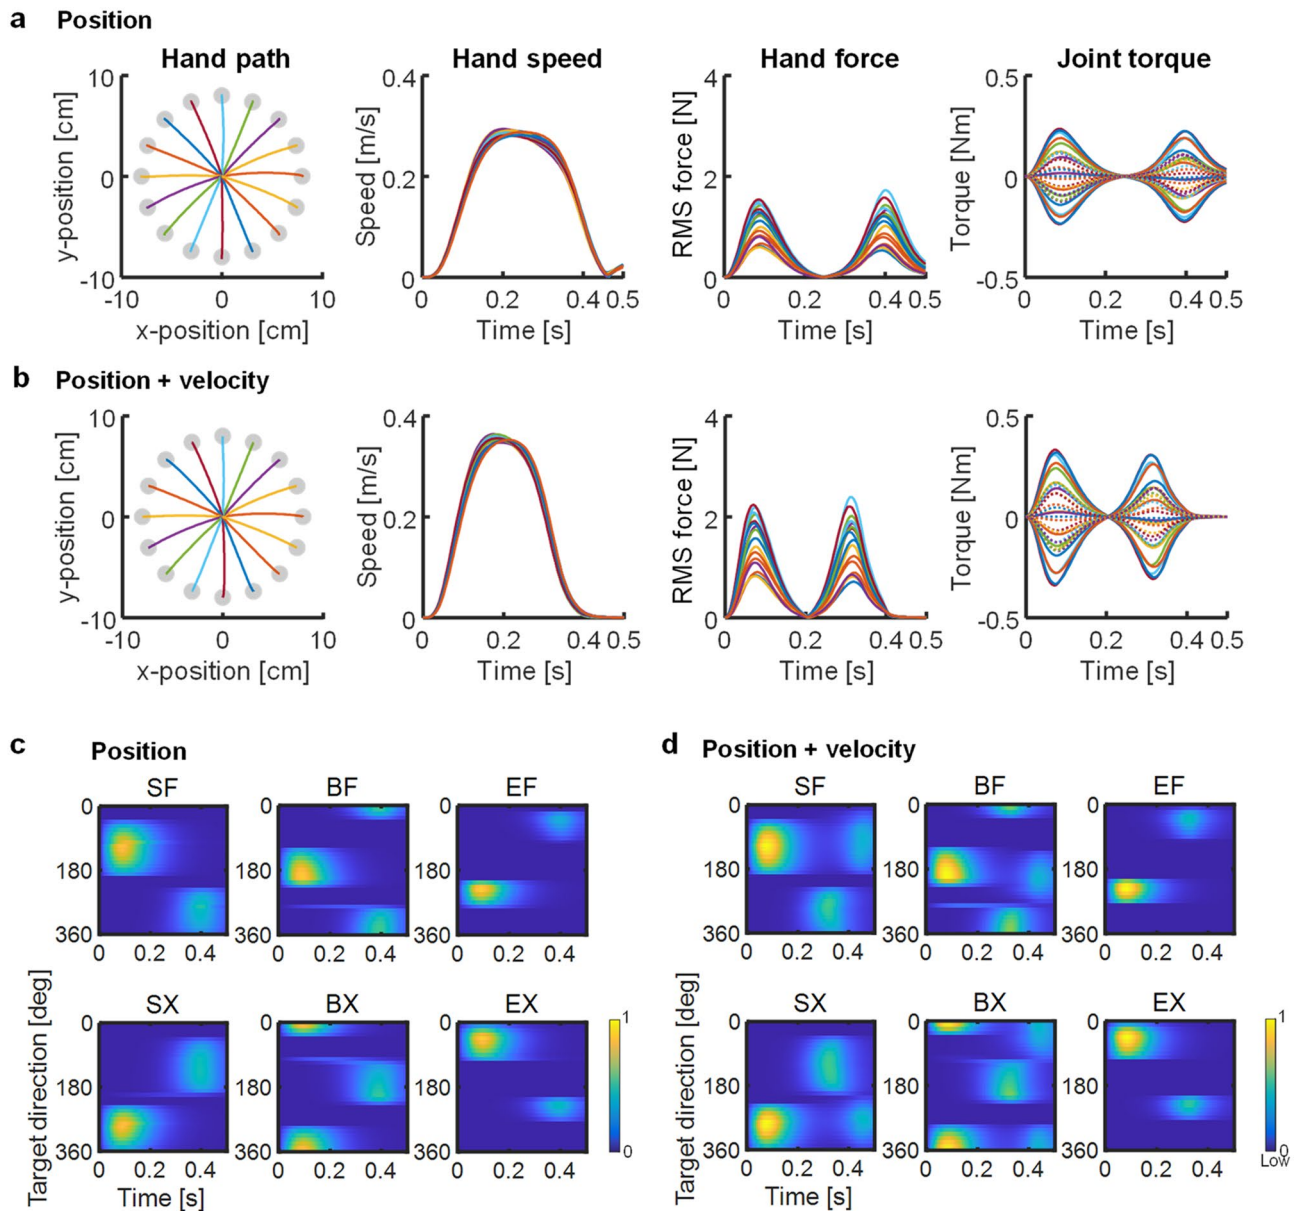 a Position
Hand path Hand speed Hand force Joint torque
10 0.4 4 0.5
y-position [cm] Speed [m/s] RMS force [N] Torque [Nm]
0 0.2 2 0
-10 0 0 -0.5
-10 0 10 0 0.2 0.4 0.5 0 0.2 0.4 0.5 0 0.2 0.4 0.5
x-position [cm] Time [s] Time [s] Time [s]
b Position + velocity
10 0.4 4 0.5
y-position [cm] Speed [m/s] RMS force [N] Torque [Nm]
0 0.2 2 0
-10 0 0 -0.5
-10 0 10 0 0.2 0.4 0.5 0 0.2 0.4 0.5 0 0.2 0.4 0.5
x-position [cm] Time [s] Time [s] Time [s]
c Position
SF BF EF
0 0 0
180 180 180
360 360 360
0 0.2 0.4 0 0.2 0.4 0 0.2 0.4
SX BX EX
0 0 0
180 180 180
360 360 360
0 0.2 0.4 0 0.2 0.4 0 0.2 0.4
Target direction [deg]
Time [s]
1
0
d Position + velocity
SF BF EF
0 0 0
180 180 180
360 360 360
0 0.2 0.4 0 0.2 0.4 0 0.2 0.4
SX BX EX
0 0 0
180 180 180
360 360 360
0 0.2 0.4 0 0.2 0.4 0 0.2 0.4
Target direction [deg]
Time [s]
1
0
Low